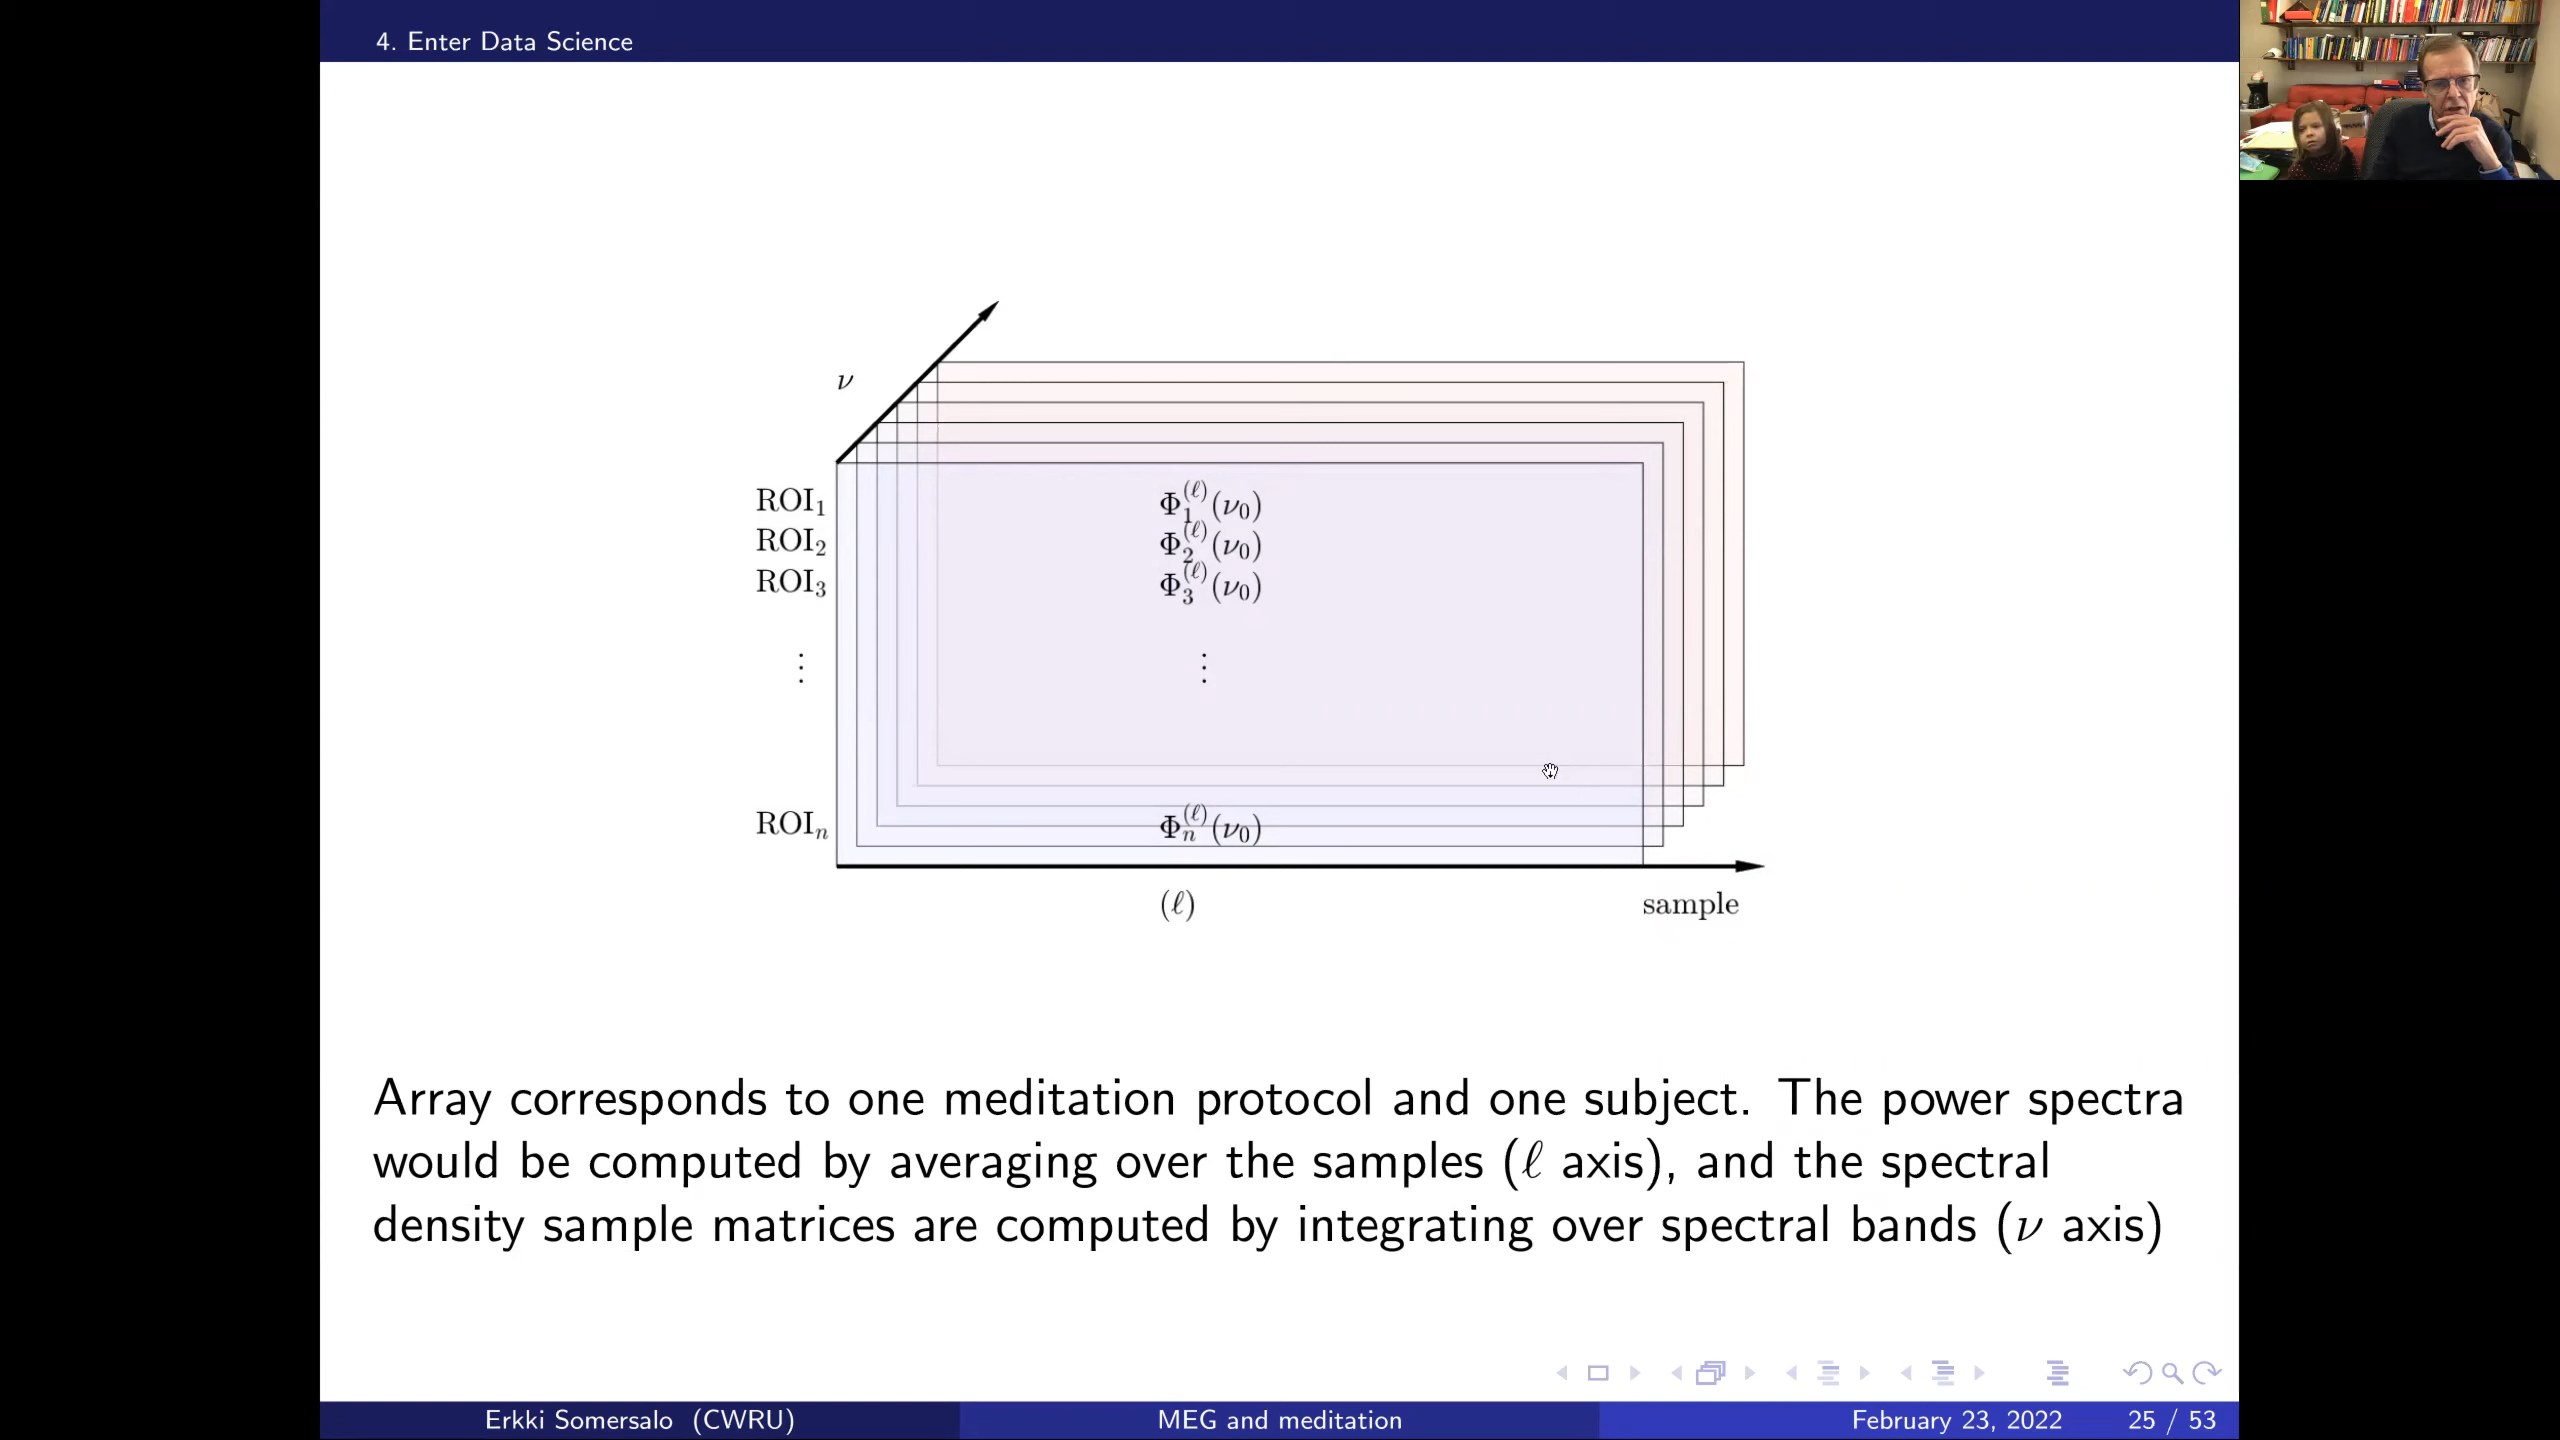 4. Enter Data Science
ν
ROI₁ Φ₁⁽ℓ⁾(ν₀)
ROI₂ Φ₂⁽ℓ⁾(ν₀)
ROI₃ Φ₃⁽ℓ⁾(ν₀)
⋮ ⋮
ROIₙ Φₙ⁽ℓ⁾(ν₀)
(ℓ) sample
Array corresponds to one meditation protocol and one subject. The power spectra
would be computed by averaging over the samples (ℓ axis), and the spectral
density sample matrices are computed by integrating over spectral bands (ν axis)
Erkki Somersalo (CWRU) MEG and meditation February 23, 2022 25 / 53